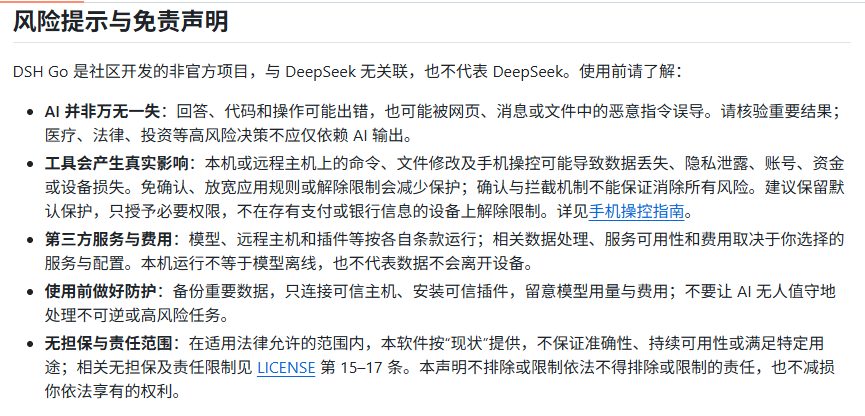 风险提示与免责声明
DSH Go 是社区开发的非官方项目，与 DeepSeek 无关联，也不代表 DeepSeek。使用前请了解：
• AI 并非万无一失：回答、代码和操作可能出错，也可能被网页、消息或文件中的恶意指令误导。请核验重要结果；
医疗、法律、投资等高风险决策不应仅依赖 AI 输出。
• 工具会产生真实影响：本机或远程主机上的命令、文件修改及手机操控可能导致数据丢失、隐私泄露、账号、资金
或设备损失。免确认、放宽应用规则或解除限制会减少保护；确认与拦截机制不能保证消除所有风险。建议保留默
认保护，只授予必要权限，不在存有支付或银行信息的设备上解除限制。详见手机操控指南。
• 第三方服务与费用：模型、远程主机和插件等按各自条款运行；相关数据处理、服务可用性和费用取决于你选择的
服务与配置。本机运行不等于模型离线，也不代表数据不会离开设备。
• 使用前做好防护：备份重要数据，只连接可信主机、安装可信插件，留意模型用量与费用；不要让 AI 无人值守地
处理不可逆或高风险任务。
• 无担保与责任范围：在适用法律允许的范围内，本软件按“现状”提供，不保证准确性、持续可用性或满足特定用
途；相关无担保及责任限制见 LICENSE 第 15–17 条。本声明不排除或限制依法不得排除或限制的责任，也不减损
你依法享有的权利。